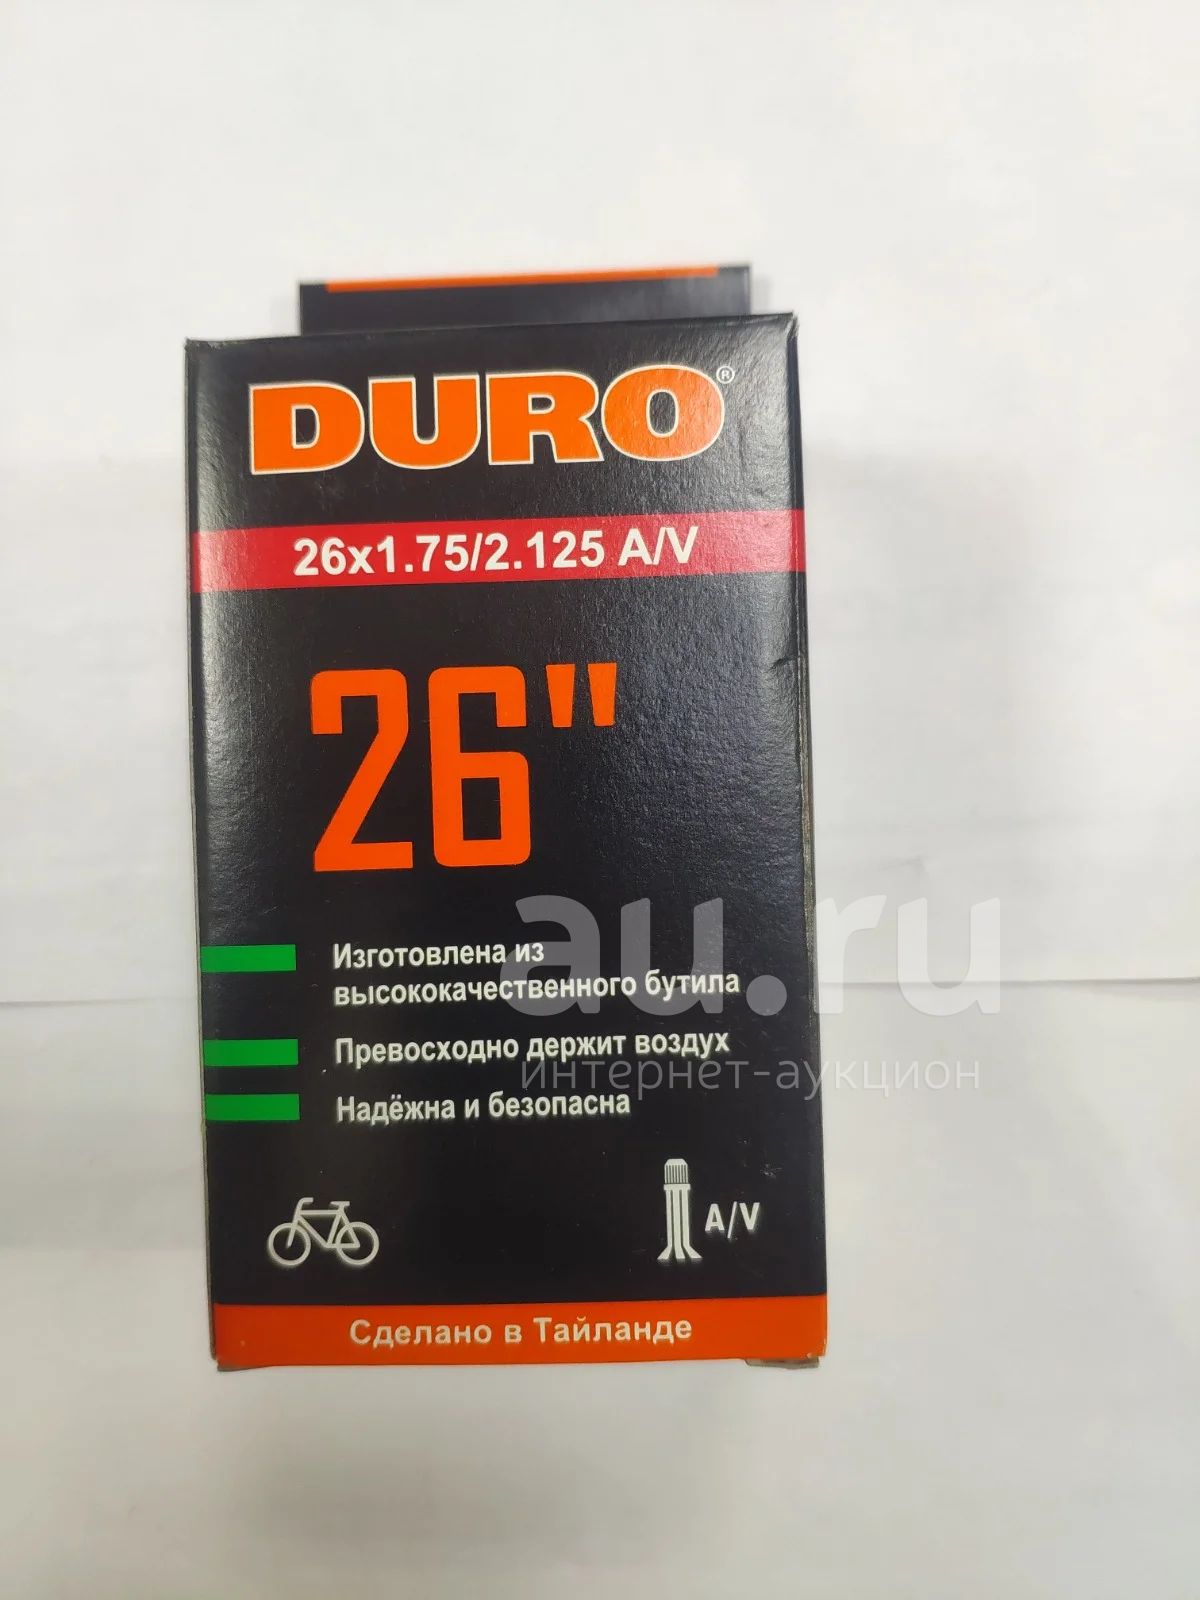 DURO®
26x1.75/2.125 A/V
26"
Изготовлена из
высококачественного бутила
Превосходно держит воздух
Надёжна и безопасна
A/V
Сделано в Тайланде
au.ru
интернет-аукцион